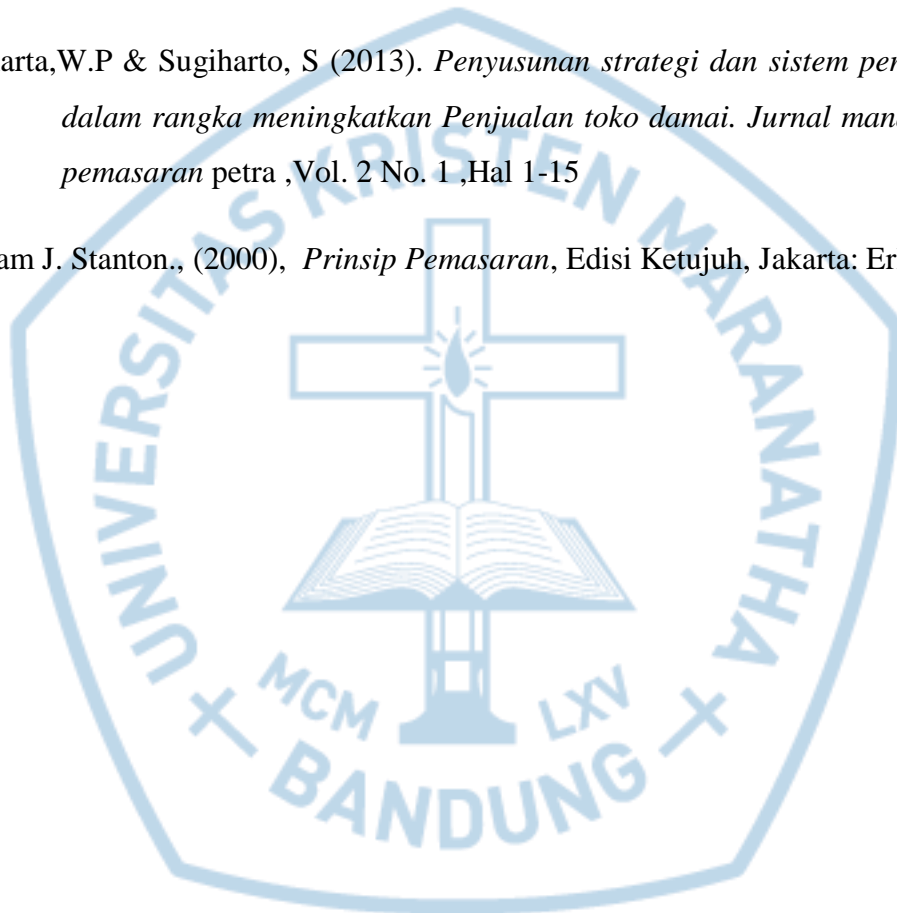 arta,W.P & Sugiharto, S (2013). Penyusunan strategi dan sistem per
dalam rangka meningkatkan Penjualan toko damai. Jurnal mana
pemasaran petra ,Vol. 2 No. 1 ,Hal 1-15
am J. Stanton., (2000), Prinsip Pemasaran, Edisi Ketujuh, Jakarta: Er
UNIVERSITAS KRISTEN MARANATHA
MCM LXV
BANDUNG